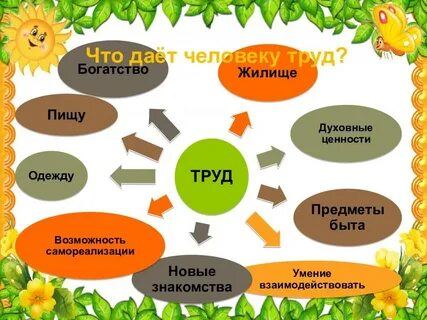 Что даёт человеку труд?
Богатство
Жилище
Пищу
Духовные
ценности
Одежду
ТРУД
Предметы
быта
Возможность
самореализации
Новые
знакомства
Умение
взаимодействовать